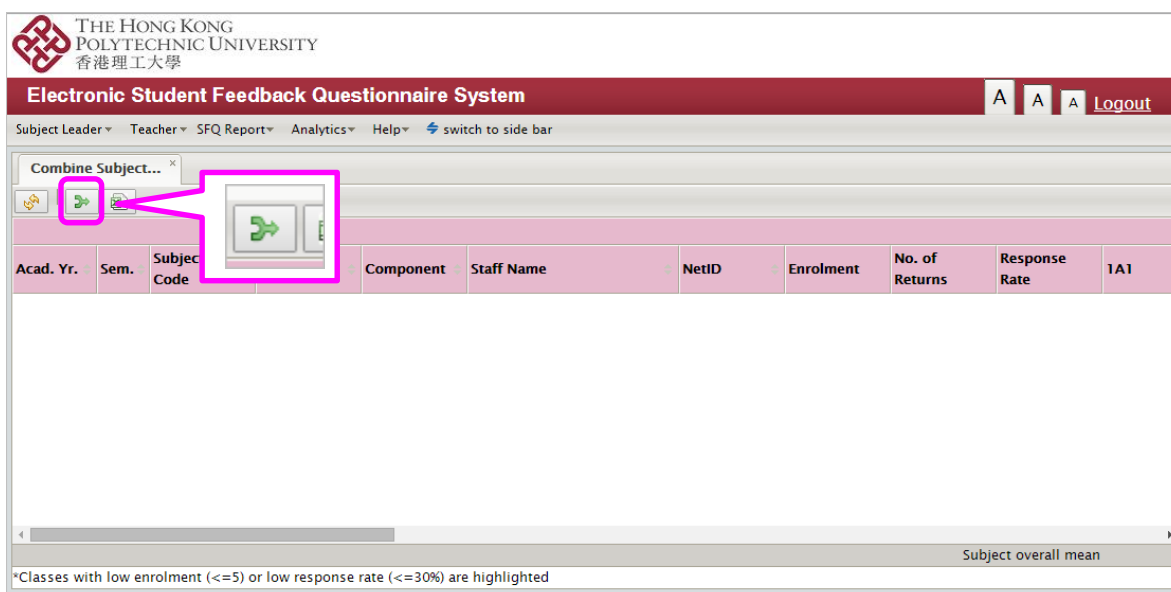 THE HONG KONG
POLYTECHNIC UNIVERSITY
香港理工大學
Electronic Student Feedback Questionnaire System
A A A Logout
Subject Leader Teacher SFQ Report Analytics Help switch to side bar
Combine Subject... ×
Acad. Yr. Sem. Code Component Staff Name NetID Enrolment No. of Returns Response Rate 1A1
Subject overall mean
*Classes with low enrolment (<=5) or low response rate (<=30%) are highlighted